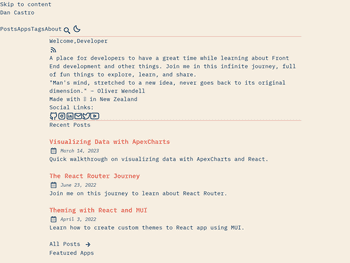 Skip to content
Dan Castro
Posts Apps Tags About
Welcome,Developer
A place for developers to have a great time while learning about Front
End development and other things. Join me in this infinite journey, full
of fun things to explore, learn, and share.
"Man's mind, stretched to a new idea, never goes back to its original
dimension." – Oliver Wendell
Made with in New Zealand
Social Links:
Recent Posts
Visualizing Data with ApexCharts
March 14, 2023
Quick walkthrough on visualizing data with ApexCharts and React.
The React Router Journey
June 23, 2022
Join me on this journey to learn about React Router.
Theming with React and MUI
April 3, 2022
Learn how to create custom themes to React app using MUI.
All Posts
Featured Apps